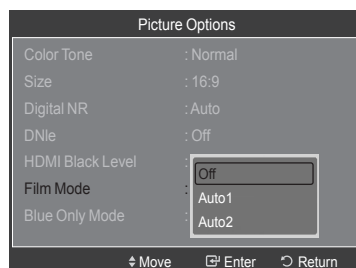 Picture Options
Color Tone : Normal
Size : 16:9
Digital NR : Auto
DNIe : Off
HDMI Black Level :
Off
Film Mode :
Auto1
Auto2
Blue Only Mode :
Move Enter Return